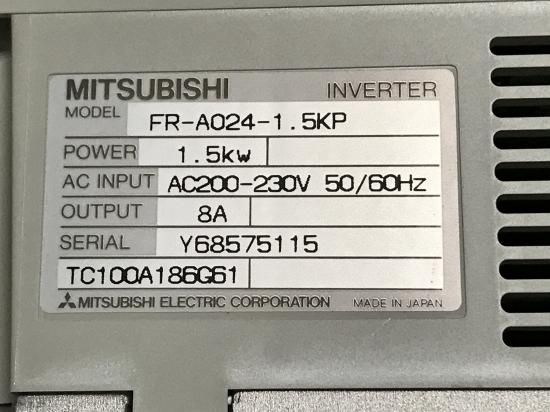 MITSUBISHI INVERTER
MODEL FR-A024-1.5KP
POWER 1.5kw
AC INPUT AC200-230V 50/60Hz
OUTPUT 8A
SERIAL Y68575115
TC100A186G61
MITSUBISHI ELECTRIC CORPORATION MADE IN JAPAN